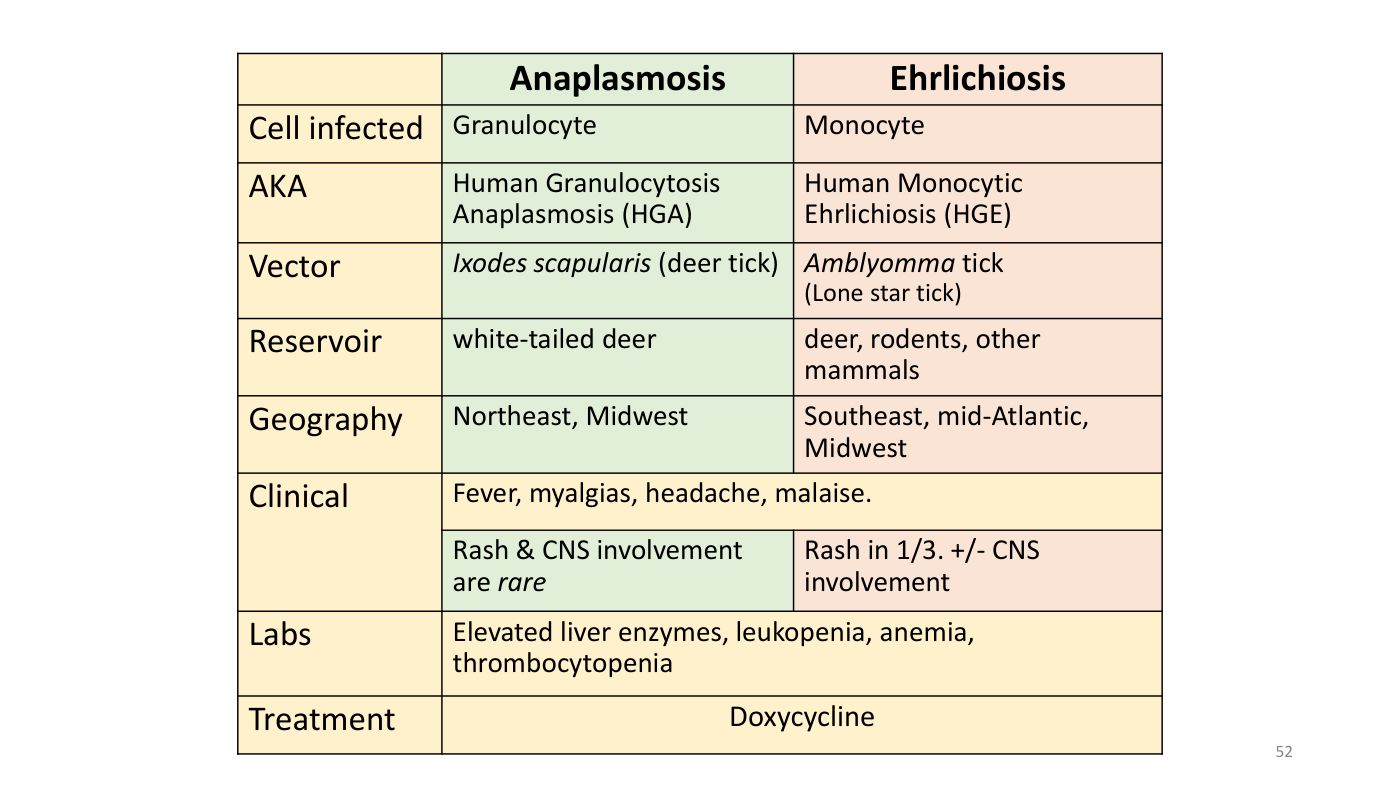 Anaplasmosis
Ehrlichiosis
Cell infected
Granulocyte
Monocyte
AKA
Human Granulocytosis
Anaplasmosis (HGA)
Human Monocytic
Ehrlichiosis (HGE)
Vector
Ixodes scapularis (deer tick)
Amblyomma tick
(Lone star tick)
Reservoir
white-tailed deer
deer, rodents, other
mammals
Geography
Northeast, Midwest
Southeast, mid-Atlantic,
Midwest
Clinical
Fever, myalgias, headache, malaise.
Rash & CNS involvement
are rare
Rash in 1/3. +/- CNS
involvement
Labs
Elevated liver enzymes, leukopenia, anemia,
thrombocytopenia
Treatment
Doxycycline
52